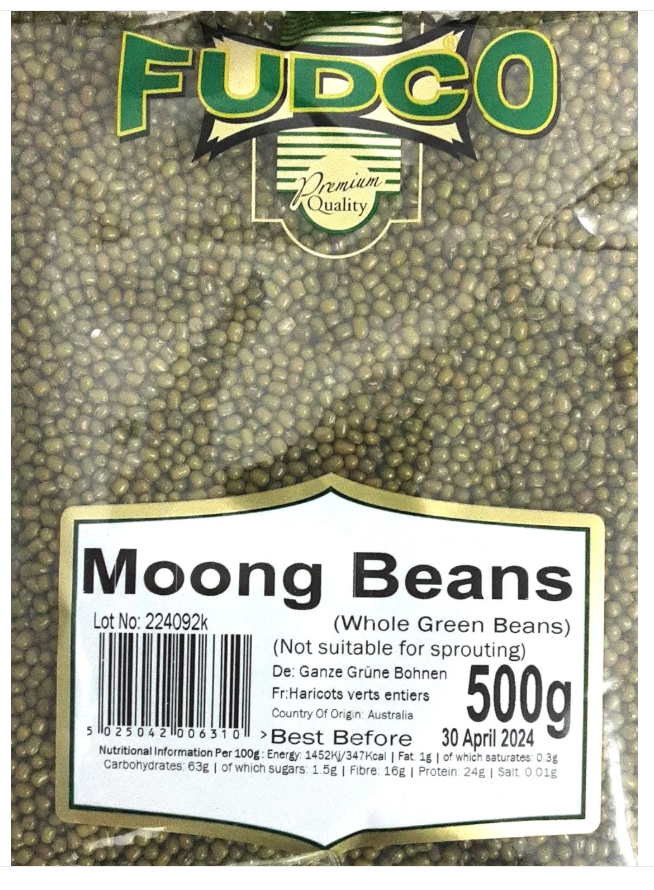 FUDCO
®
Premium
Quality
Moong Beans
Lot No: 224092k
(Whole Green Beans)
(Not suitable for sprouting)
De: Ganze Grüne Bohnen
Fr:Haricots verts entiers
500g
Country Of Origin: Australia
5 025042 006310 >
Best Before 30 April 2024
Nutritional Information Per 100g: Energy: 1452KJ/347Kcal | Fat: 1g | of which saturates: 0.3g
Carbohydrates: 63g | of which sugars: 1.5g | Fibre: 16g | Protein: 24g | Salt: 0.01g